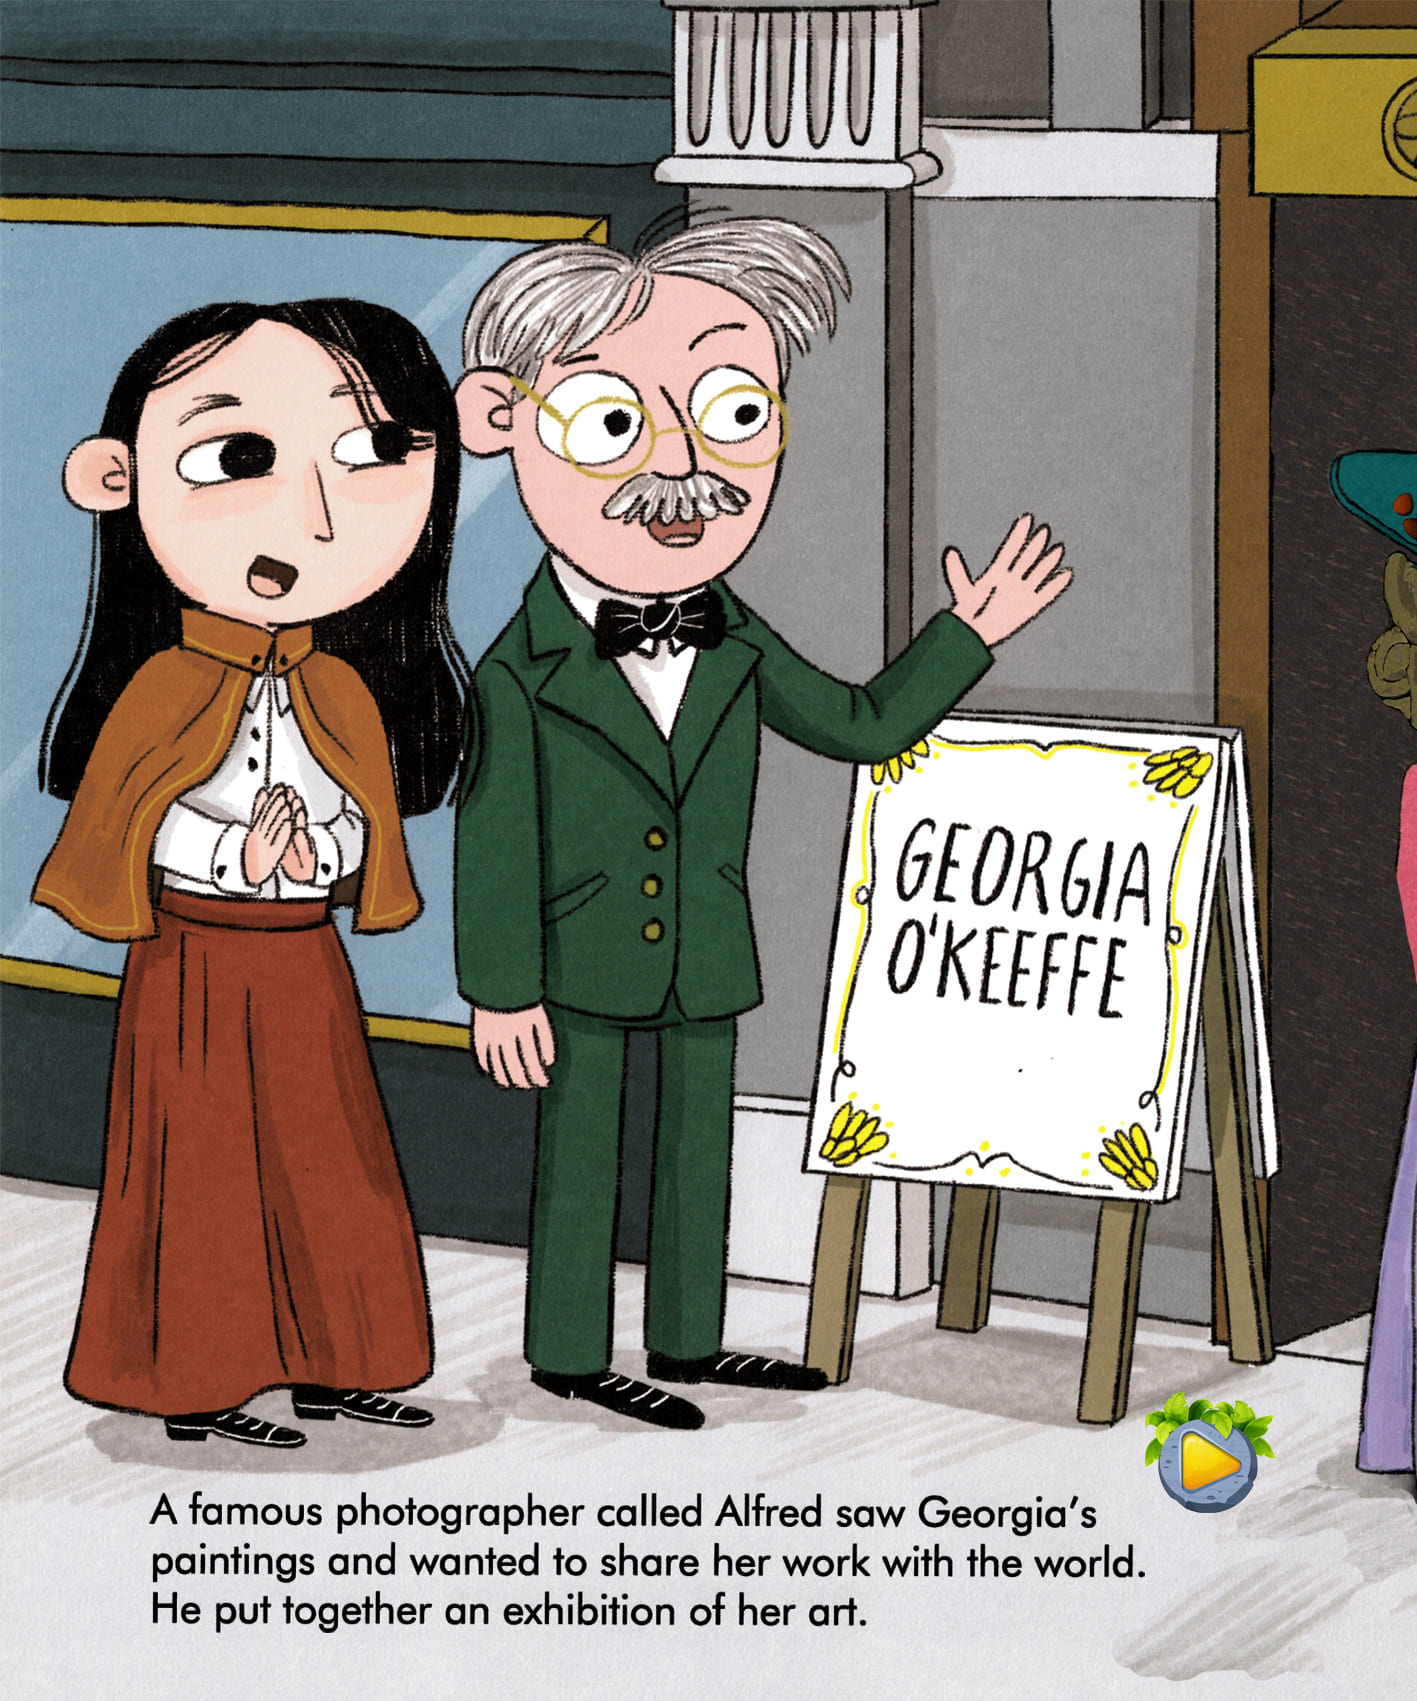 GEORGIA
O'KEEFFE
A famous photographer called Alfred saw Georgia’s
paintings and wanted to share her work with the world.
He put together an exhibition of her art.